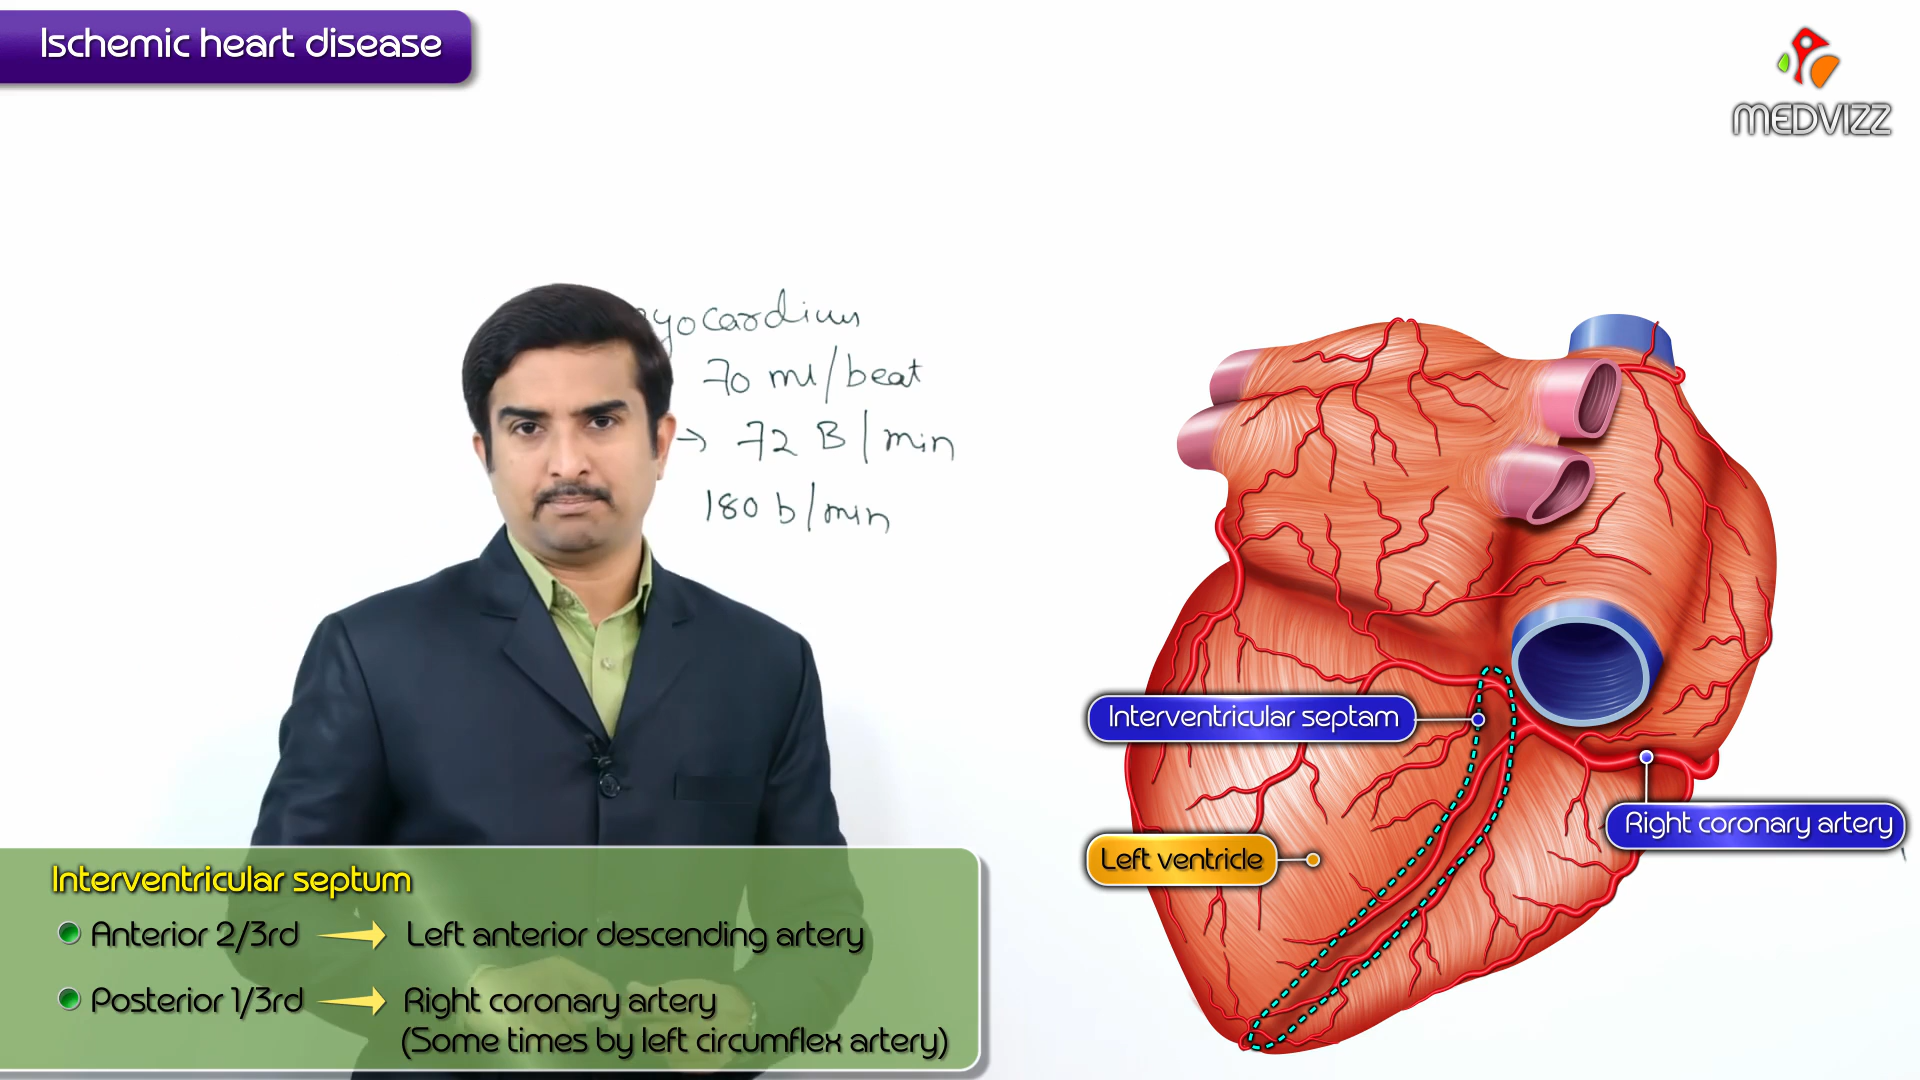 Ischemic heart disease
MEDVIZZ
70 ml/beat
→ 72 B/min
180 b/min
Interventricular septam
Right coronary artery
Left ventricle
Interventricular septum
Anterior 2/3rd → Left anterior descending artery
Posterior 1/3rd → Right coronary artery
(Some times by left circumflex artery)